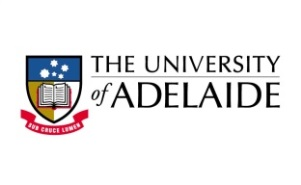 THE UNIVERSITY
of ADELAIDE
SUB CRUCE LUMEN